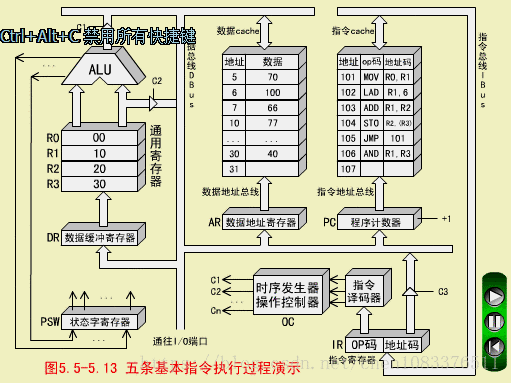 Ctrl+Alt+C 禁用所有快捷键
C1
数据总线DBus
数据cache
指令cache
指令总线IBus
ALU
C2
地址 数据
5 70
6 100
7 66
10 77
... ...
30 40
31
地址 op码 地址码
101 MOV R0, R1
102 LAD R1, 6
103 ADD R1, R2
104 STO R2, (R3)
105 JMP 101
106 AND R1, R3
107
R0 00
R1 10
R2 20
R3 30
通用寄存器
数据地址总线
指令地址总线
AR 数据地址寄存器
PC 程序计数器
+1
DR 数据缓冲寄存器
C1
C2
...
Cn
时序发生器
操作控制器
OC
指令
译码器
C3
...
PSW 状态字寄存器
...
通往I/O端口
IR OP码 地址码
指令寄存器
图5.5-5.13 五条基本指令执行过程演示